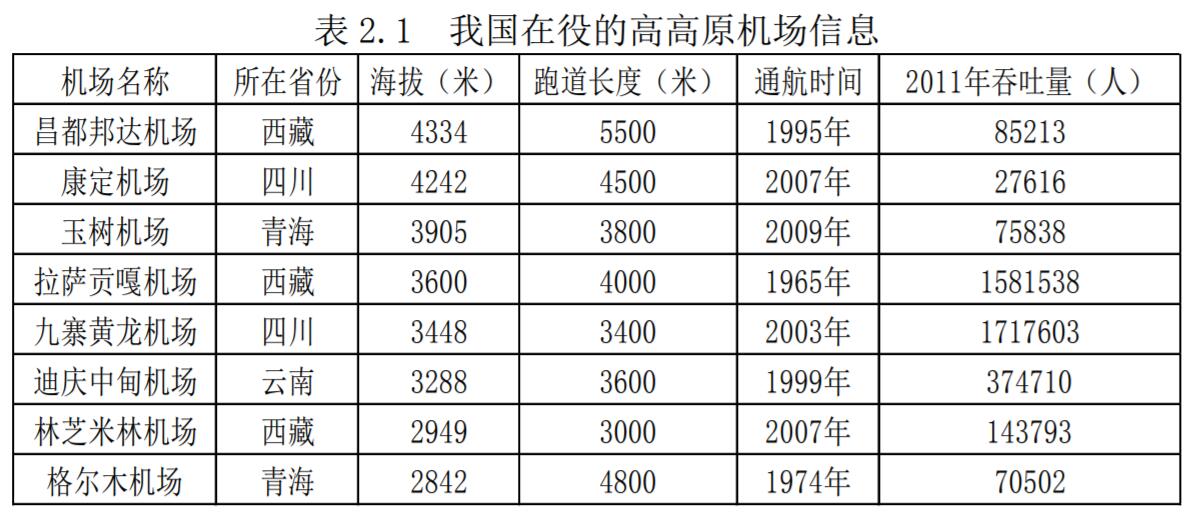 表 2.1 我国在役的高高原机场信息
机场名称 所在省份 海拔（米） 跑道长度（米） 通航时间 2011年吞吐量（人）
昌都邦达机场 西藏 4334 5500 1995年 85213
康定机场 四川 4242 4500 2007年 27616
玉树机场 青海 3905 3800 2009年 75838
拉萨贡嘎机场 西藏 3600 4000 1965年 1581538
九寨黄龙机场 四川 3448 3400 2003年 1717603
迪庆中甸机场 云南 3288 3600 1999年 374710
林芝米林机场 西藏 2949 3000 2007年 143793
格尔木机场 青海 2842 4800 1974年 70502